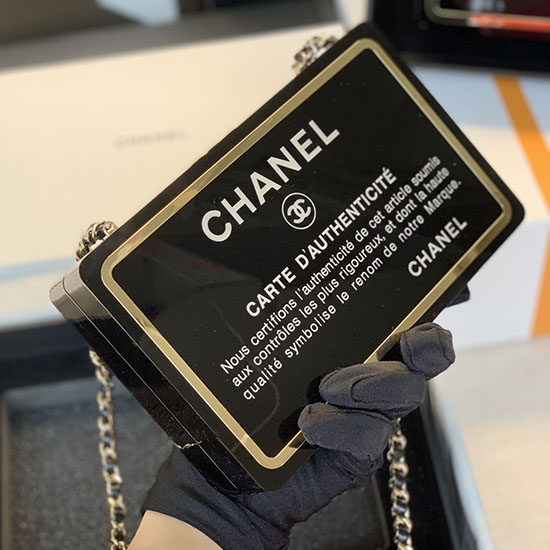 CHANEL
CHANEL
CARTE D'AUTHENTICITÉ
Nous certifions l'authenticité de cet article soumis
aux contrôles les plus rigoureux, et dont la haute
qualité symbolise le renom de notre Marque.
CHANEL